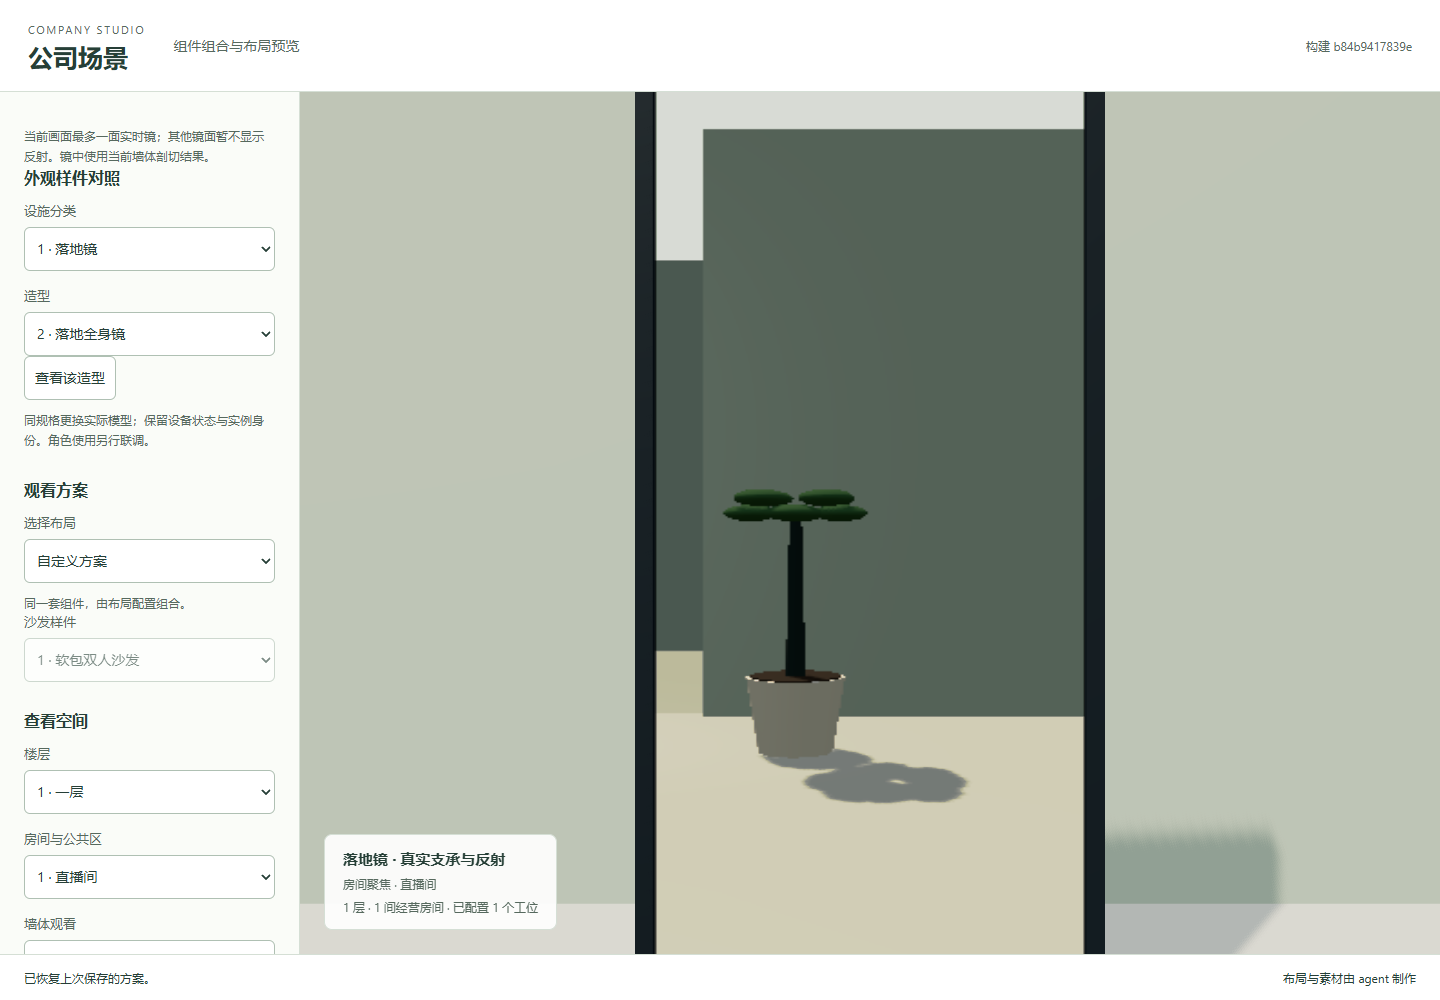 COMPANY STUDIO
公司场景
组件组合与布局预览
构建 b84b9417839e
当前画面最多一面实时镜；其他镜面暂不显示
反射。镜中使用当前墙体剖切结果。
外观样件对照
设施分类
1 · 落地镜
造型
2 · 落地全身镜
查看该造型
同规格更换实际模型；保留设备状态与实例身
份。角色使用另行联调。
观看方案
选择布局
自定义方案
同一套组件，由布局配置组合。
沙发样件
1 · 软包双人沙发
查看空间
楼层
1 · 一层
房间与公共区
1 · 直播间
墙体观看
落地镜 · 真实支承与反射
房间聚焦 · 直播间
1 层 · 1 间经营房间 · 已配置 1 个工位
已恢复上次保存的方案。
布局与素材由 agent 制作